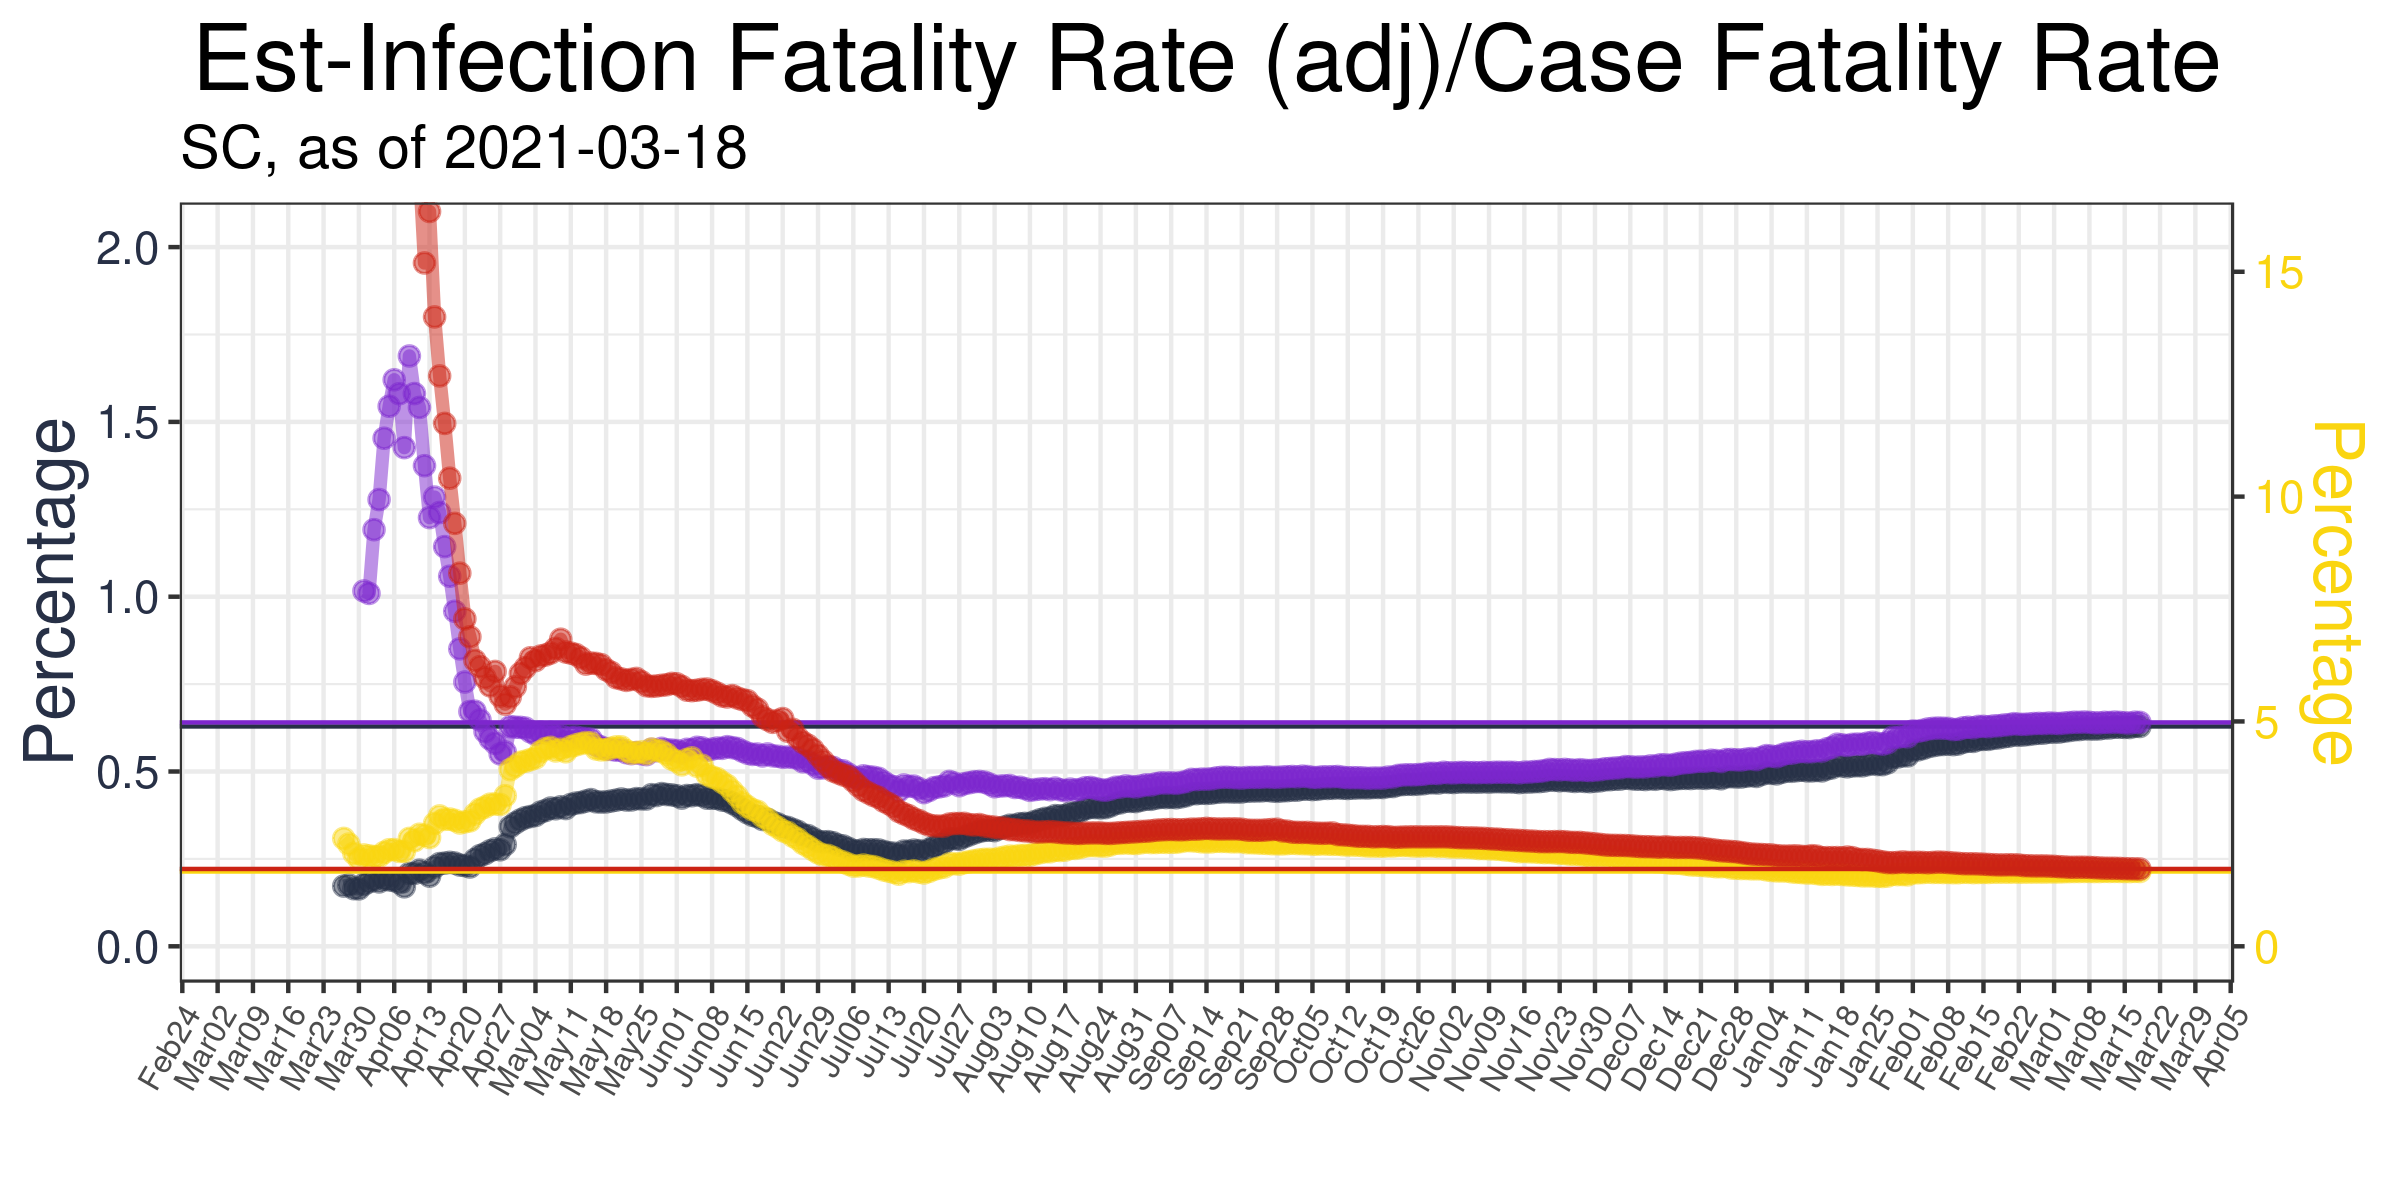 Est-Infection Fatality Rate (adj)/Case Fatality Rate
SC, as of 2021-03-18
Percentage
2.0
1.5
1.0
0.5
0.0
15
10
5
0
Percentage
Feb24
Mar02
Mar09
Mar16
Mar23
Mar30
Apr06
Apr13
Apr20
Apr27
May04
May11
May18
May25
Jun01
Jun08
Jun15
Jun22
Jun29
Jul06
Jul13
Jul20
Jul27
Aug03
Aug10
Aug17
Aug24
Aug31
Sep07
Sep14
Sep21
Sep28
Oct05
Oct12
Oct19
Oct26
Nov02
Nov09
Nov16
Nov23
Nov30
Dec07
Dec14
Dec21
Dec28
Jan04
Jan11
Jan18
Jan25
Feb01
Feb08
Feb15
Feb22
Mar01
Mar08
Mar15
Mar22
Mar29
Apr05